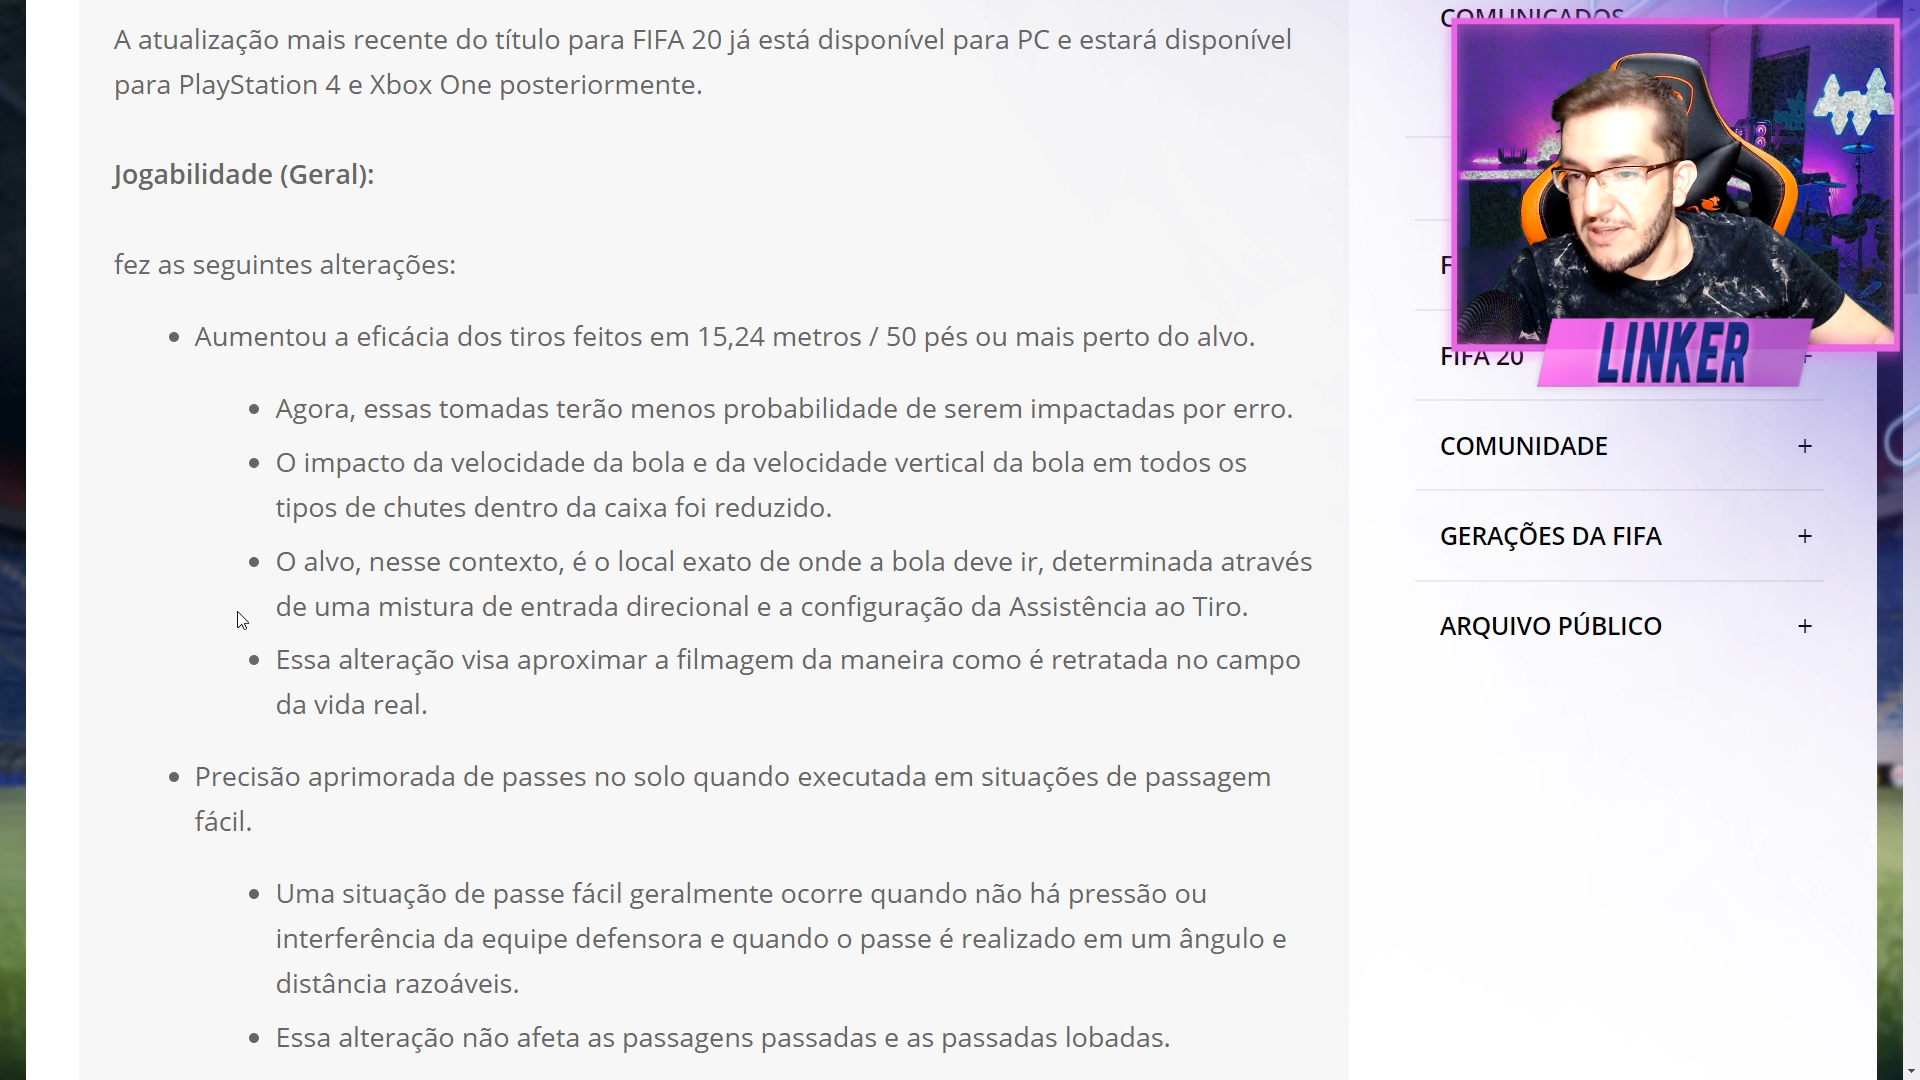 A atualização mais recente do título para FIFA 20 já está disponível para PC e estará disponível
para PlayStation 4 e Xbox One posteriormente.
Jogabilidade (Geral):
fez as seguintes alterações:
Aumentou a eficácia dos tiros feitos em 15,24 metros / 50 pés ou mais perto do alvo.
Agora, essas tomadas terão menos probabilidade de serem impactadas por erro.
O impacto da velocidade da bola e da velocidade vertical da bola em todos os
tipos de chutes dentro da caixa foi reduzido.
O alvo, nesse contexto, é o local exato de onde a bola deve ir, determinada através
de uma mistura de entrada direcional e a configuração da Assistência ao Tiro.
Essa alteração visa aproximar a filmagem da maneira como é retratada no campo
da vida real.
Precisão aprimorada de passes no solo quando executada em situações de passagem
fácil.
Uma situação de passe fácil geralmente ocorre quando não há pressão ou
interferência da equipe defensora e quando o passe é realizado em um ângulo e
distância razoáveis.
Essa alteração não afeta as passagens passadas e as passadas lobadas.
COMUNICADOS
LINKER
FIFA 20 +
COMUNIDADE +
GERAÇÕES DA FIFA +
ARQUIVO PÚBLICO +